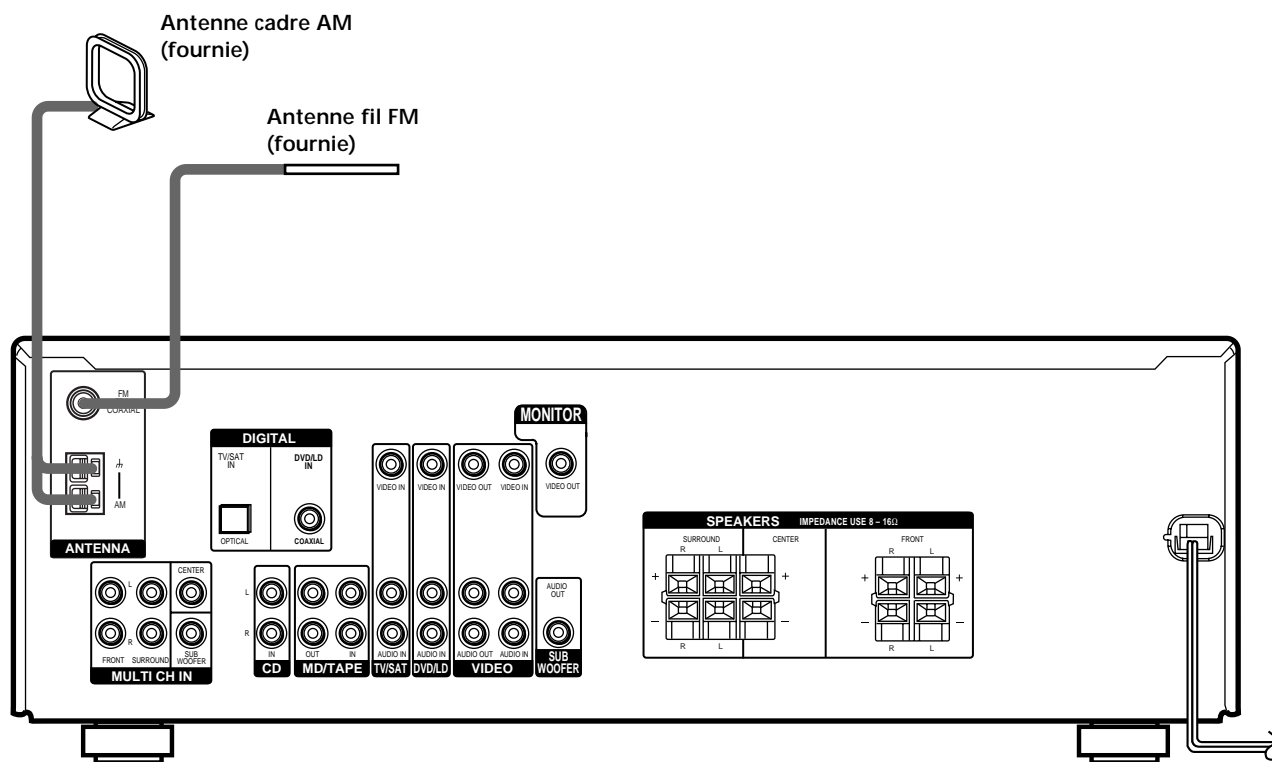 Antenne cadre AM
(fournie)
Antenne fil FM
(fournie)
FM
COAXIAL
AM
ANTENNA
DIGITAL
TV/SAT
IN
DVD/LD
IN
OPTICAL
COAXIAL
MONITOR
VIDEO IN
VIDEO IN
VIDEO OUT
VIDEO IN
VIDEO OUT
SPEAKERS
IMPEDANCE USE 8 – 16Ω
SURROUND
R
L
CENTER
FRONT
R
L
+
+
+
+
–
–
–
–
R
L
R
L
CENTER
L
R
FRONT
SURROUND
SUB
WOOFER
MULTI CH IN
L
R
IN
CD
OUT
IN
MD/TAPE
AUDIO IN
TV/SAT
AUDIO IN
DVD/LD
AUDIO OUT
AUDIO IN
VIDEO
AUDIO
OUT
SUB
WOOFER